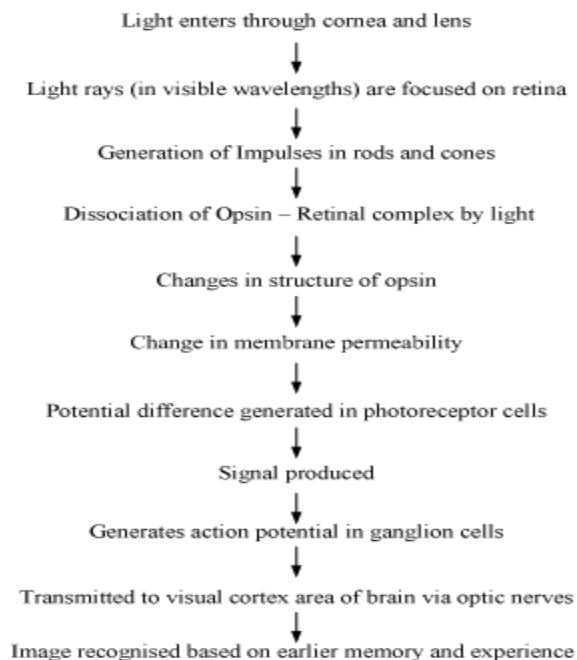 Light enters through cornea and lens
Light rays (in visible wavelengths) are focused on retina
Generation of Impulses in rods and cones
Dissociation of Opsin – Retinal complex by light
Changes in structure of opsin
Change in membrane permeability
Potential difference generated in photoreceptor cells
Signal produced
Generates action potential in ganglion cells
Transmitted to visual cortex area of brain via optic nerves
Image recognised based on earlier memory and experience